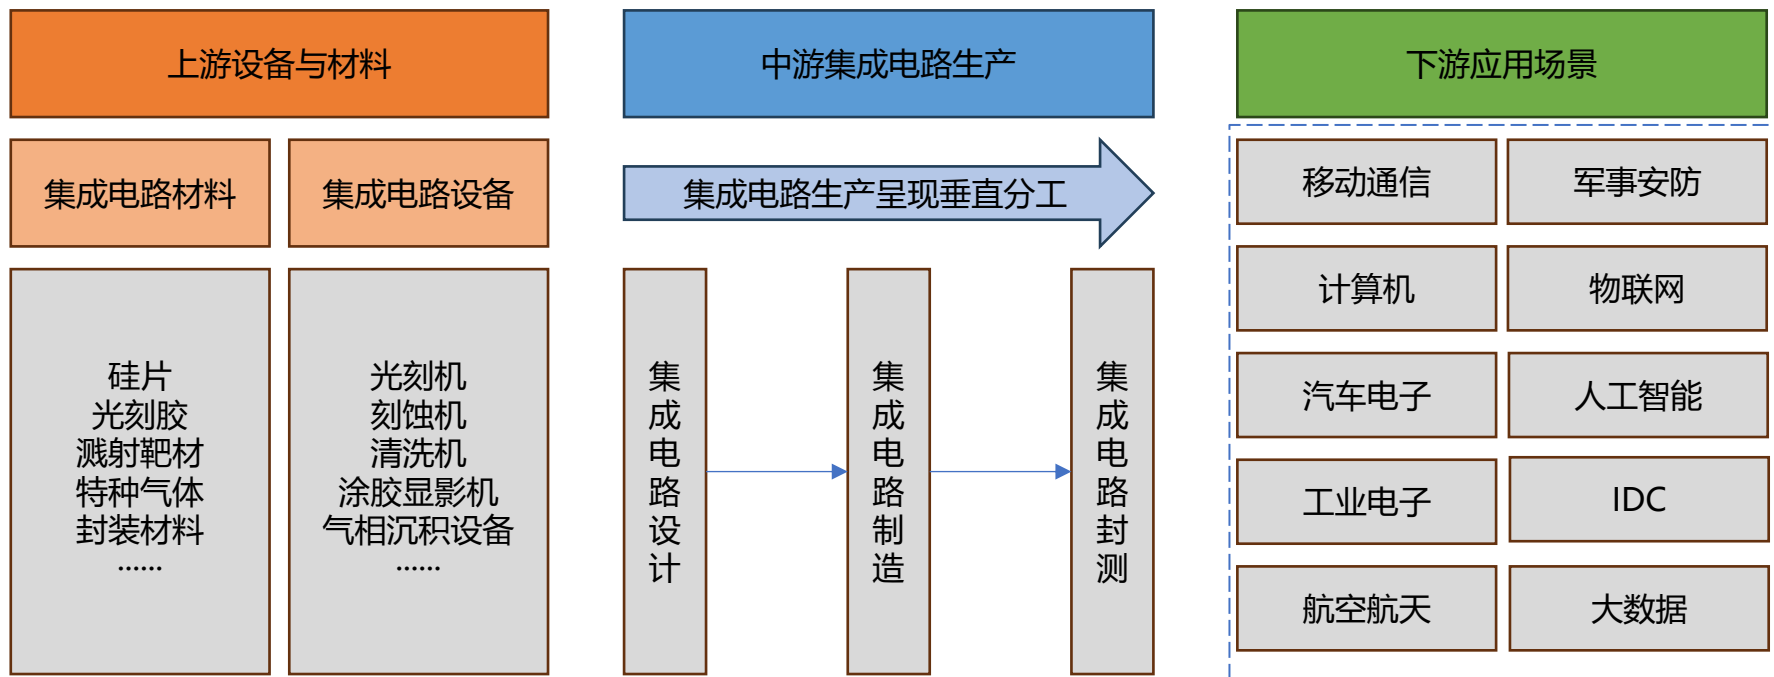 上游设备与材料
中游集成电路生产
下游应用场景
集成电路材料
集成电路设备
硅片
光刻胶
溅射靶材
特种气体
封装材料
……
光刻机
刻蚀机
清洗机
涂胶显影机
气相沉积设备
……
集成电路生产呈现垂直分工
集成电路设计
集成电路制造
集成电路封测
移动通信
军事安防
计算机
物联网
汽车电子
人工智能
工业电子
IDC
航空航天
大数据